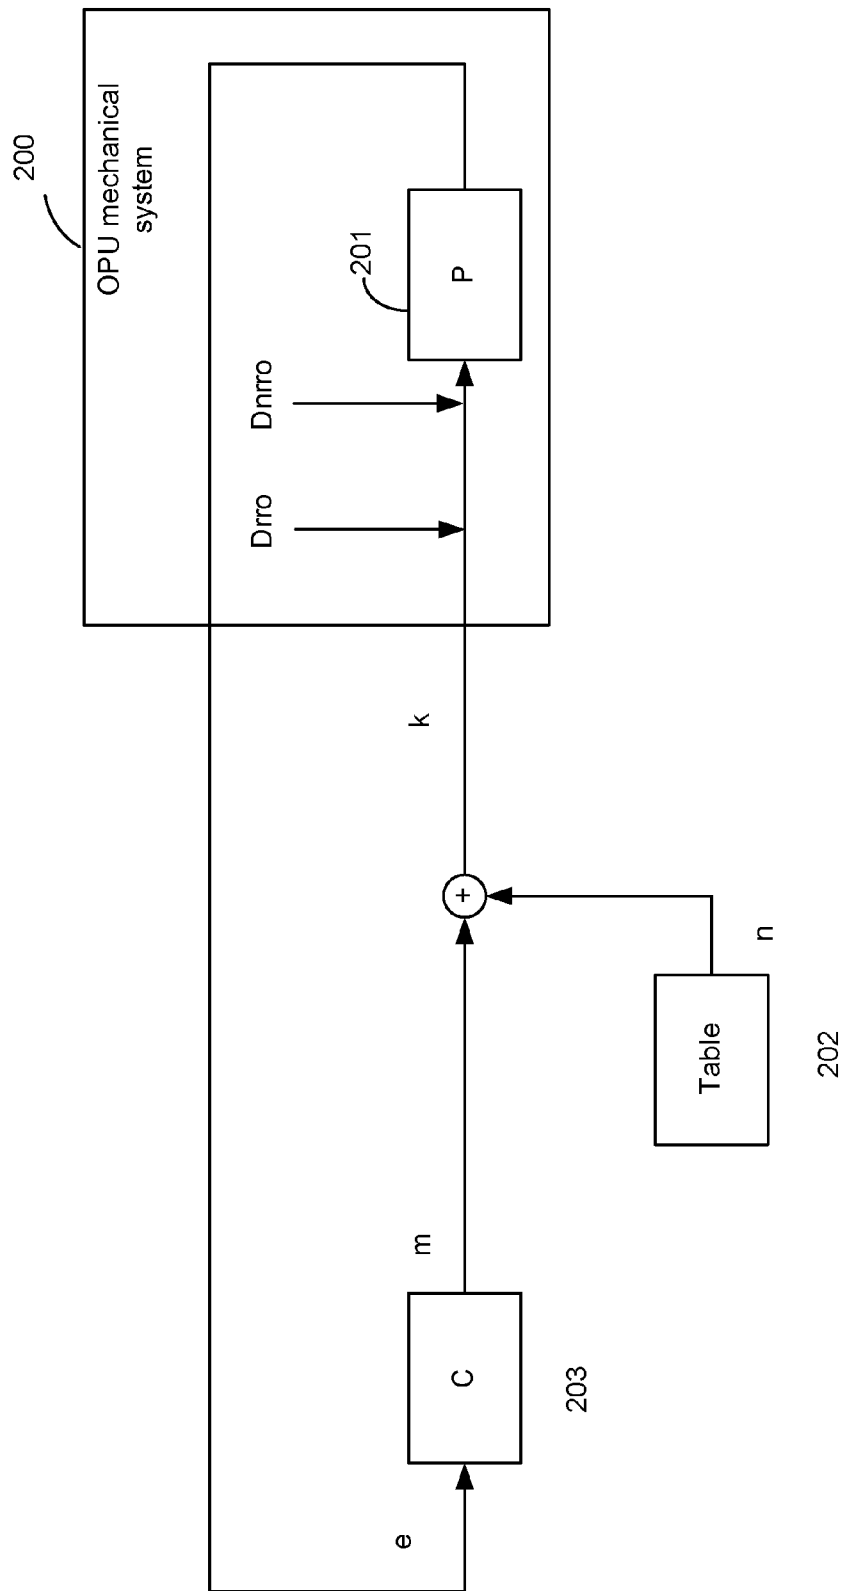 200
OPU mechanical
system
201
P
Dnrro
Drro
k
+
n
Table
202
m
C
203
e